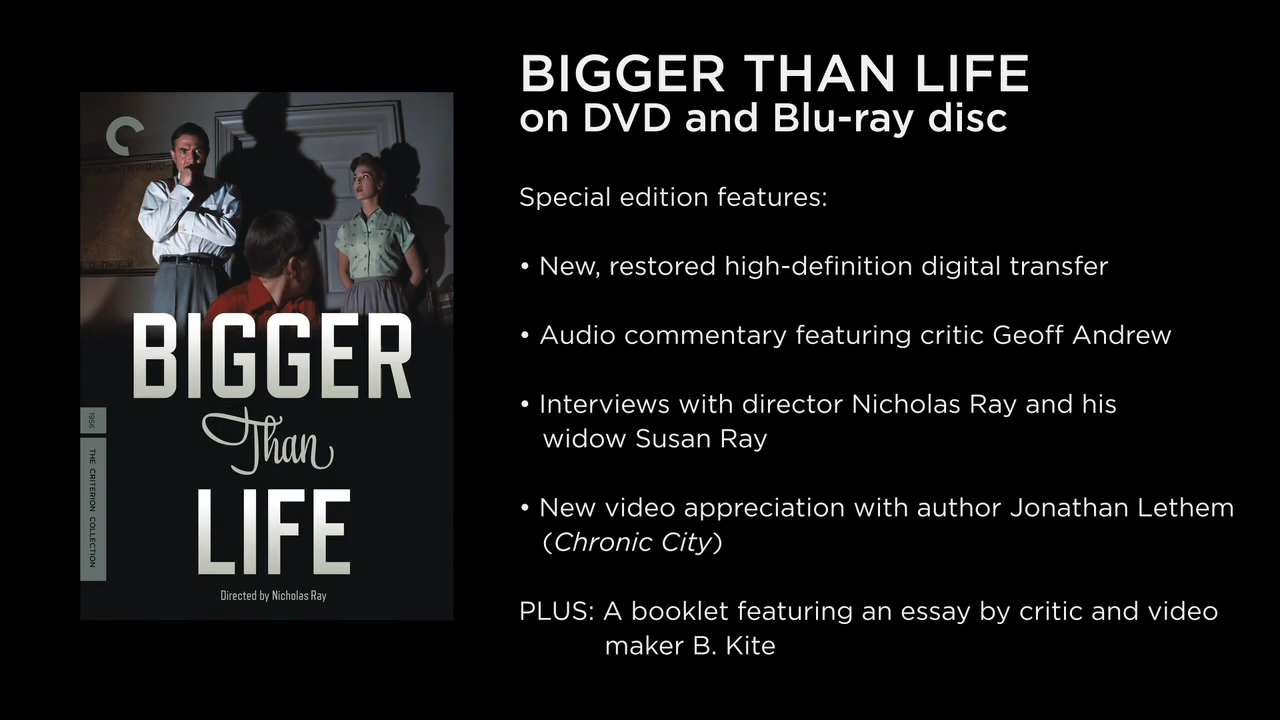 BIGGER THAN LIFE
on DVD and Blu-ray disc
Special edition features:
• New, restored high-definition digital transfer
• Audio commentary featuring critic Geoff Andrew
• Interviews with director Nicholas Ray and his
widow Susan Ray
• New video appreciation with author Jonathan Lethem
(Chronic City)
PLUS: A booklet featuring an essay by critic and video
maker B. Kite
BIGGER
Than
LIFE
Directed by Nicholas Ray
1956
THE CRITERION COLLECTION